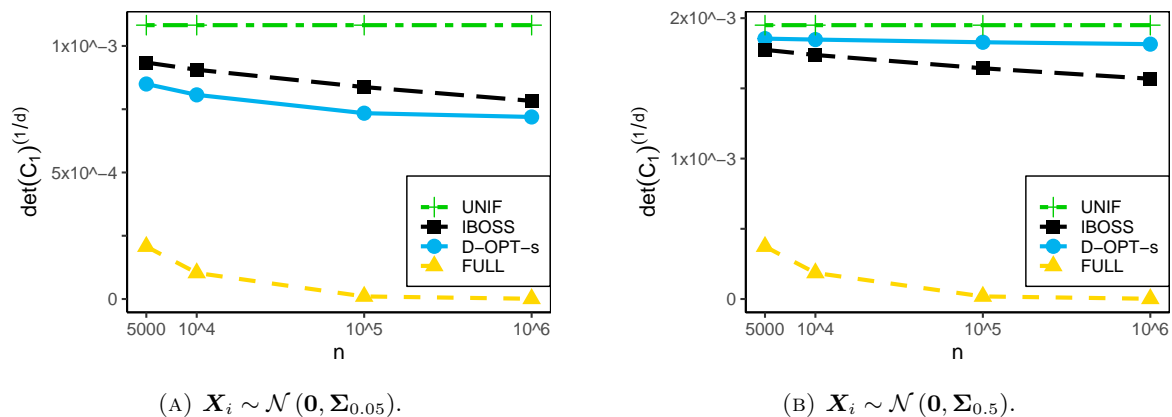 det(C₁)^(1/d)
1x10^−3
5x10^−4
0
UNIF
IBOSS
D−OPT−s
FULL
5000 10^4 10^5 10^6
n
(A) 𝑿ᵢ ∼ 𝒩 (𝟎, 𝚺₀.₀₅).
det(C₁)^(1/d)
2x10^−3
1x10^−3
0
UNIF
IBOSS
D−OPT−s
FULL
5000 10^4 10^5 10^6
n
(B) 𝑿ᵢ ∼ 𝒩 (𝟎, 𝚺₀.₅).